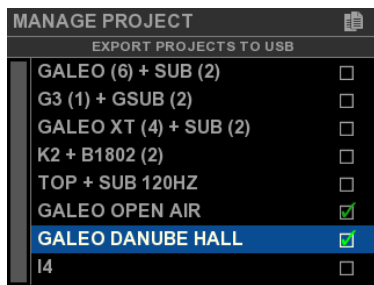 MANAGE PROJECT
EXPORT PROJECTS TO USB
GALEO (6) + SUB (2)
G3 (1) + GSUB (2)
GALEO XT (4) + SUB (2)
K2 + B1802 (2)
TOP + SUB 120HZ
GALEO OPEN AIR
GALEO DANUBE HALL
I4